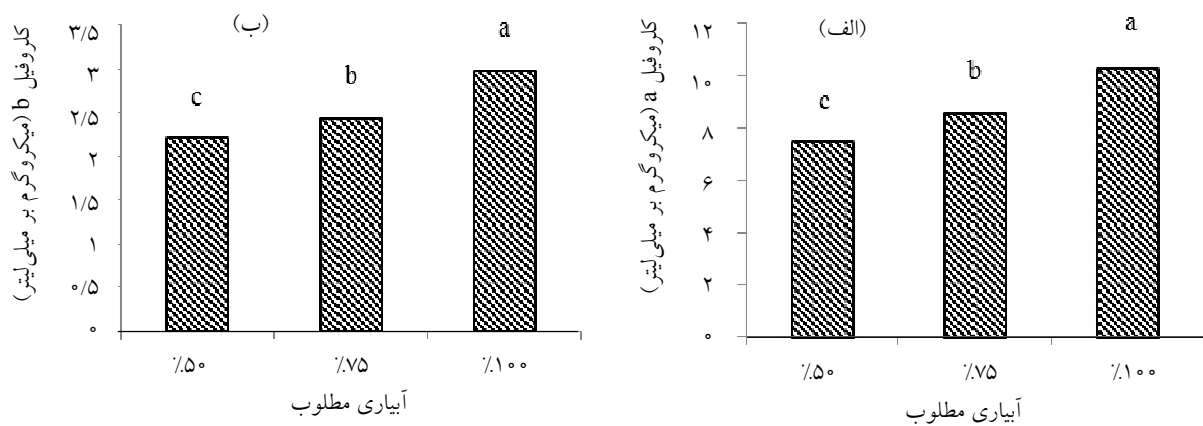 (الف)
کلروفیل a (میکروگرم بر میلی‌لیتر)
۱۲
۱۰
۸
۶
۴
۲
۰
c
b
a
٪۵۰
٪۷۵
٪۱۰۰
آبیاری مطلوب
(ب)
کلروفیل b (میکروگرم بر میلی‌لیتر)
۳/۵
۳
۲/۵
۲
۱/۵
۱
۰/۵
۰
c
b
a
٪۵۰
٪۷۵
٪۱۰۰
آبیاری مطلوب